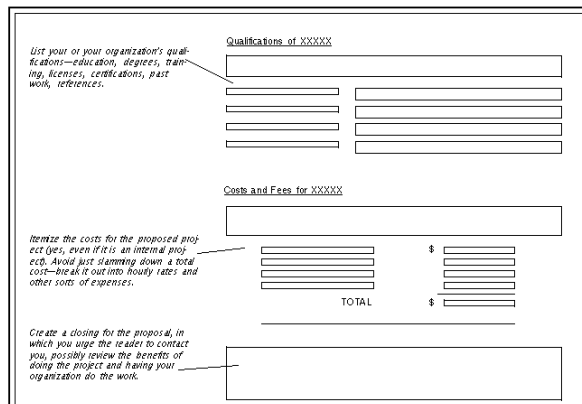 Qualifications of XXXXX
List your or your organization's quali-
fications—education, degrees, train-
ing, licenses, certifications, past
work, references.
Costs and Fees for XXXXX
Itemize the costs for the proposed proj-
ect (yes, even if it is an internal proj-
ect). Avoid just slamming down a total
cost—break it out into hourly rates and
other sorts of expenses.
$
TOTAL $
Create a closing for the proposal, in
which you urge the reader to contact
you, possibly review the benefits of
doing the project and having your
organization do the work.